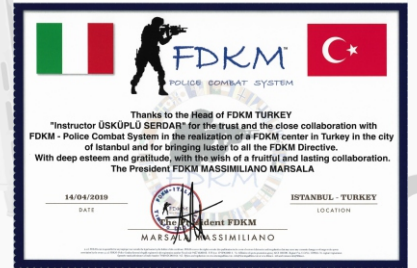 FDKM™
POLICE COMBAT SYSTEM
Thanks to the Head of FDKM TURKEY
"Instructor ÜSKÜPLÜ SERDAR" for the trust and the close collaboration with
FDKM - Police Combat System in the realization of a FDKM center in Turkey in the city
of Istanbul and for bringing luster to all the FDKM Directive.
With deep esteem and gratitude, with the wish of a fruitful and lasting collaboration.
The President FDKM MASSIMILIANO MARSALA
FDKM
14/04/2019
DATE
ISTANBUL - TURKEY
LOCATION
The President FDKM
MARSALA MASSIMILIANO